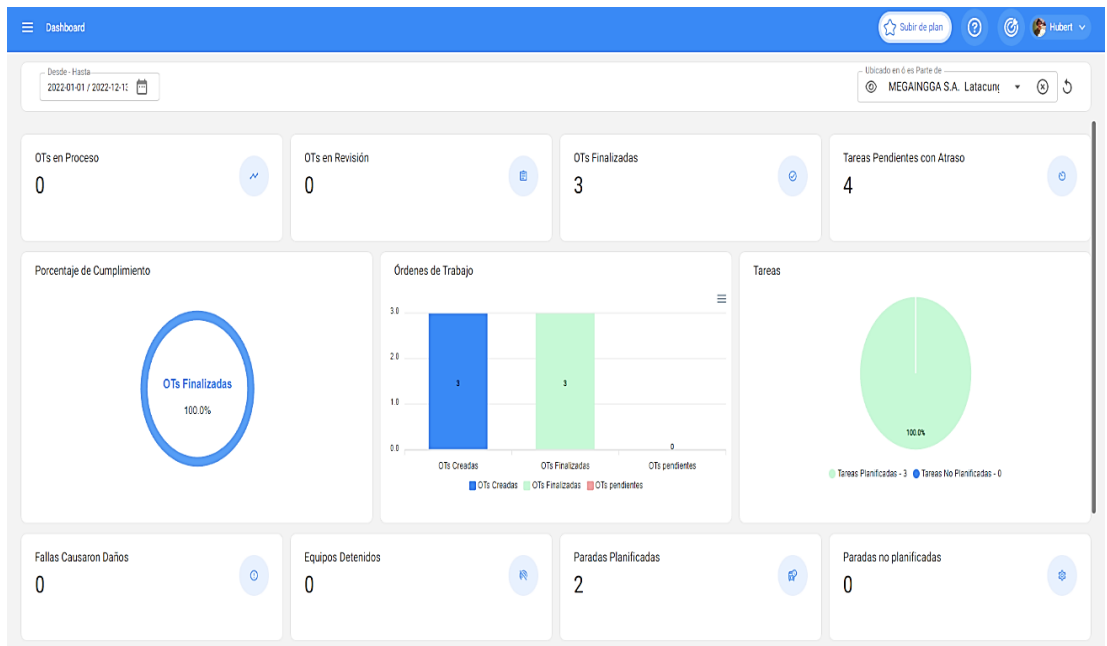 Dashboard
Subir de plan
Hubert
Desde - Hasta
2022-01-01 / 2022-12-13
Ubicado en ó es Parte de
MEGAINGGA S.A. Latacung
OTs en Proceso
0
OTs en Revisión
0
OTs Finalizadas
3
Tareas Pendientes con Atraso
4
Porcentaje de Cumplimiento
OTs Finalizadas
100.0%
Órdenes de Trabajo
3.0
2.0
1.0
0.0
3
3
0
OTs Creadas
OTs Finalizadas
OTs pendientes
OTs Creadas OTs Finalizadas OTs pendientes
Tareas
100.0%
Tareas Planificadas - 3 Tareas No Planificadas - 0
Fallas Causaron Daños
0
Equipos Detenidos
0
Paradas Planificadas
2
Paradas no planificadas
0